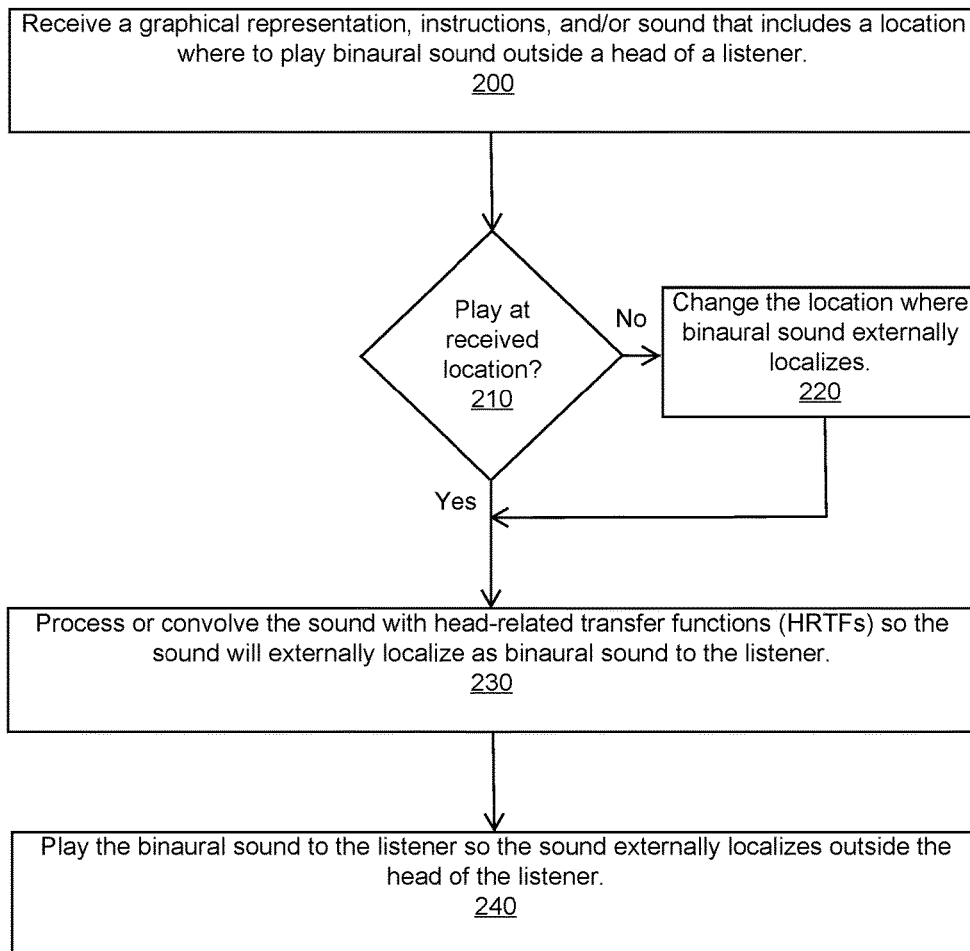 Receive a graphical representation, instructions, and/or sound that includes a location
where to play binaural sound outside a head of a listener.
200
Play at
received
location?
210
No
Change the location where
binaural sound externally
localizes.
220
Yes
Process or convolve the sound with head-related transfer functions (HRTFs) so the
sound will externally localize as binaural sound to the listener.
230
Play the binaural sound to the listener so the sound externally localizes outside the
head of the listener.
240